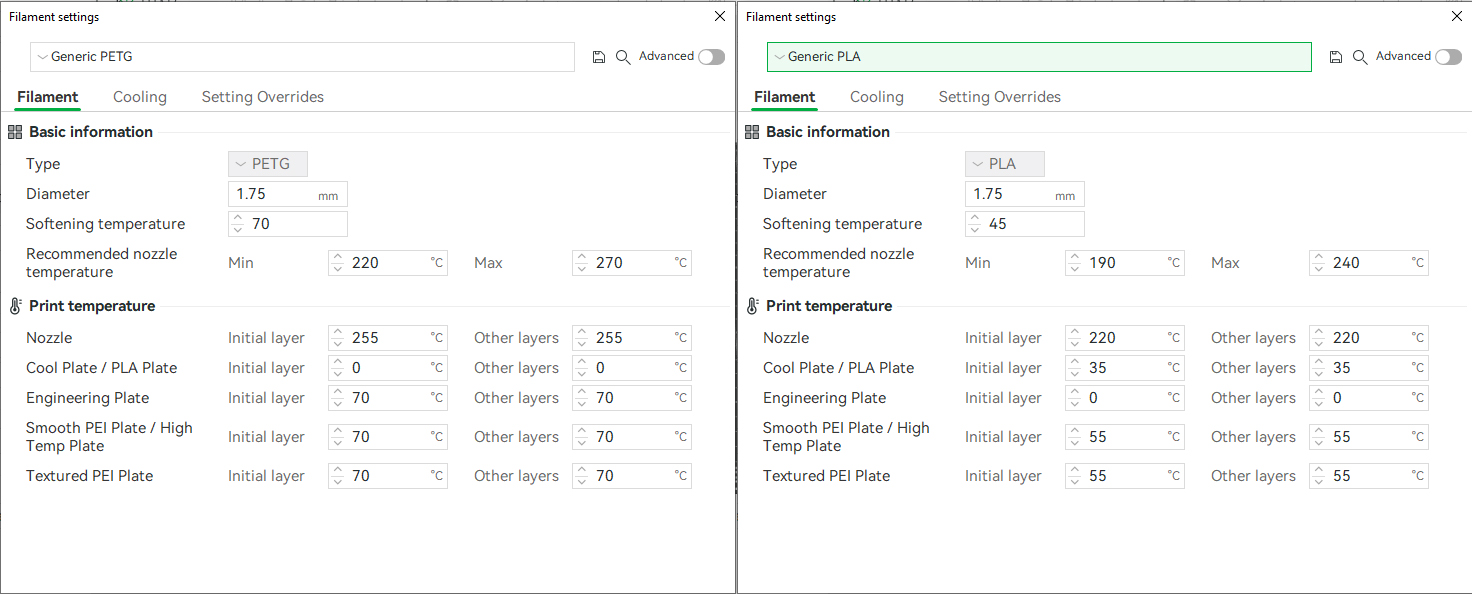 Filament settings
Generic PETG
Advanced
Filament Cooling Setting Overrides
Basic information
Type PETG
Diameter 1.75 mm
Softening temperature 70
Recommended nozzle
temperature Min 220 °C Max 270 °C
Print temperature
Nozzle Initial layer 255 °C Other layers 255 °C
Cool Plate / PLA Plate Initial layer 0 °C Other layers 0 °C
Engineering Plate Initial layer 70 °C Other layers 70 °C
Smooth PEI Plate / High
Temp Plate Initial layer 70 °C Other layers 70 °C
Textured PEI Plate Initial layer 70 °C Other layers 70 °C
Filament settings
Generic PLA
Advanced
Filament Cooling Setting Overrides
Basic information
Type PLA
Diameter 1.75 mm
Softening temperature 45
Recommended nozzle
temperature Min 190 °C Max 240 °C
Print temperature
Nozzle Initial layer 220 °C Other layers 220 °C
Cool Plate / PLA Plate Initial layer 35 °C Other layers 35 °C
Engineering Plate Initial layer 0 °C Other layers 0 °C
Smooth PEI Plate / High
Temp Plate Initial layer 55 °C Other layers 55 °C
Textured PEI Plate Initial layer 55 °C Other layers 55 °C